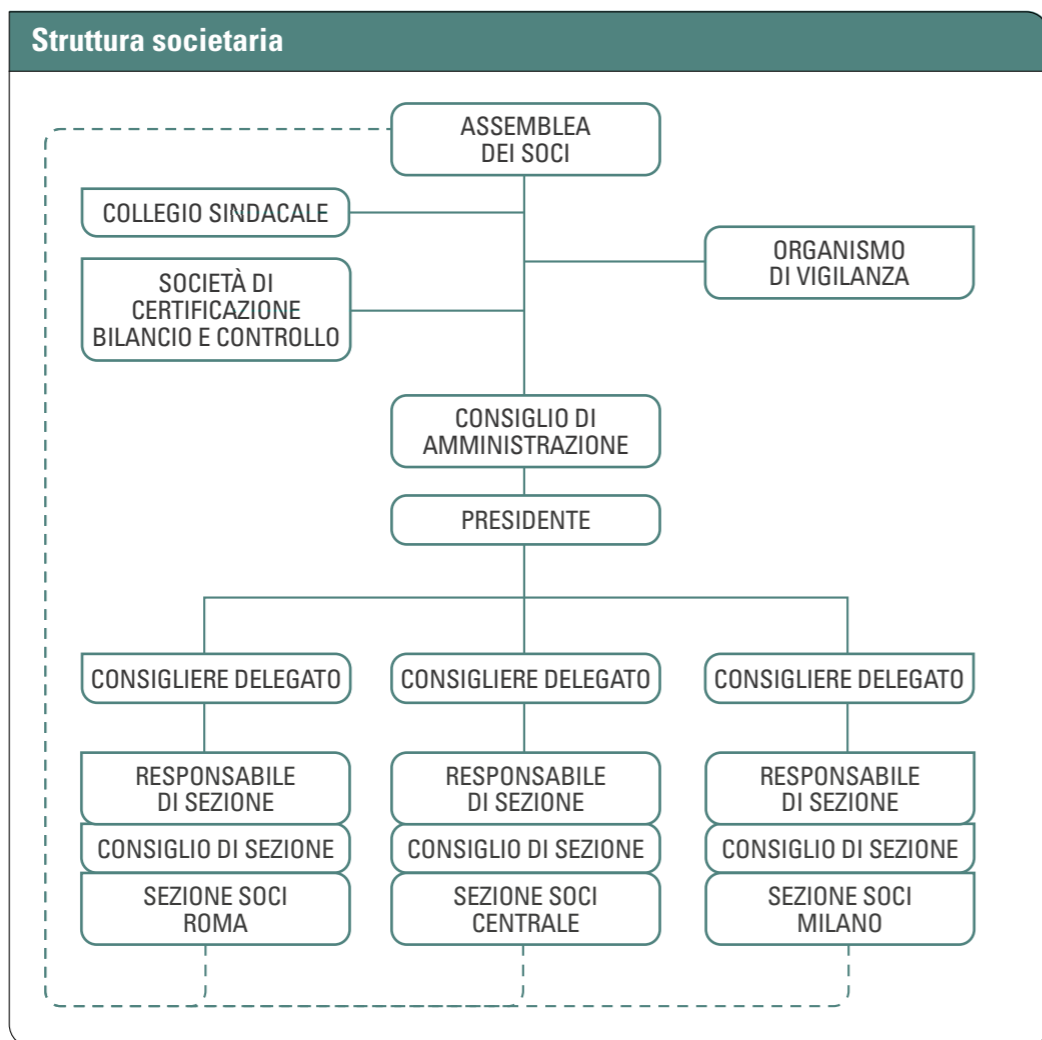 Struttura societaria
ASSEMBLEA
DEI SOCI
COLLEGIO SINDACALE
ORGANISMO
DI VIGILANZA
SOCIETÀ DI
CERTIFICAZIONE
BILANCIO E CONTROLLO
CONSIGLIO DI
AMMINISTRAZIONE
PRESIDENTE
CONSIGLIERE DELEGATO
CONSIGLIERE DELEGATO
CONSIGLIERE DELEGATO
RESPONSABILE
DI SEZIONE
CONSIGLIO DI SEZIONE
SEZIONE SOCI
ROMA
RESPONSABILE
DI SEZIONE
CONSIGLIO DI SEZIONE
SEZIONE SOCI
CENTRALE
RESPONSABILE
DI SEZIONE
CONSIGLIO DI SEZIONE
SEZIONE SOCI
MILANO